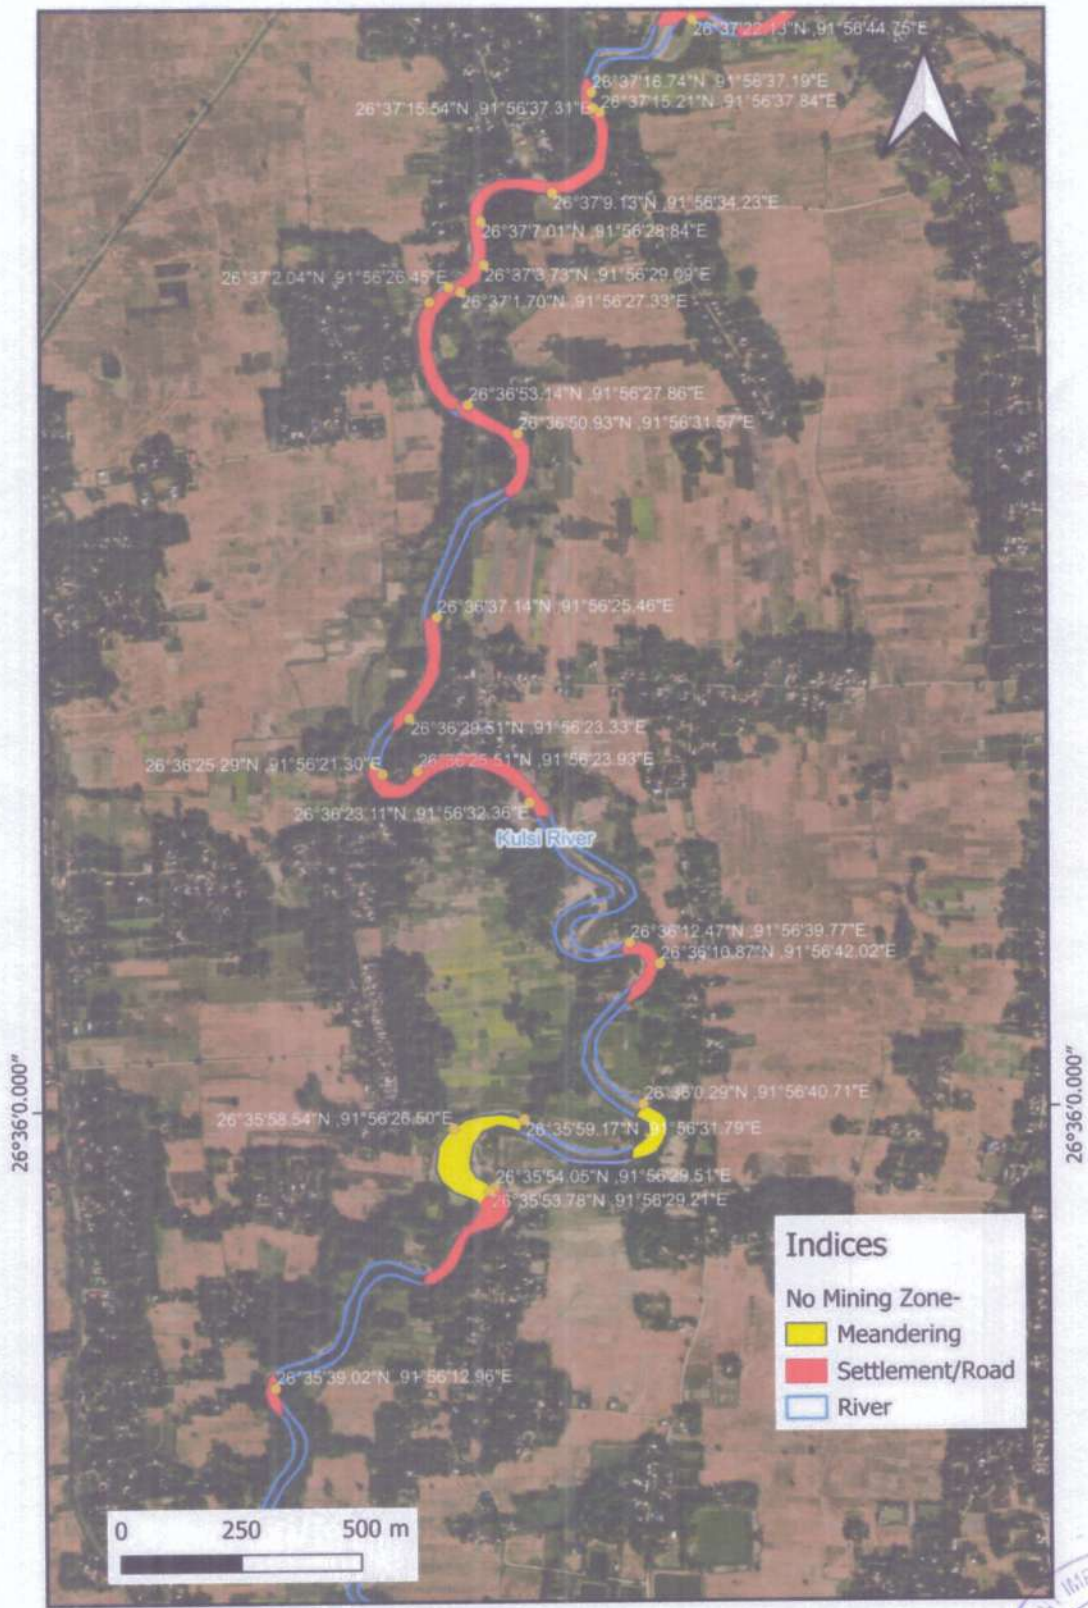 26°37'22.13"N ,91°56'44.75"E
26°37'16.74"N ,91°56'37.19"E
26°37'15.54"N ,91°56'37.31"E
26°37'15.21"N ,91°56'37.84"E
26°37'9.13"N ,91°56'34.23"E
26°37'7.01"N ,91°56'28.84"E
26°37'3.73"N ,91°56'29.09"E
26°37'2.04"N ,91°56'26.45"E
26°37'1.70"N ,91°56'27.33"E
26°36'53.14"N ,91°56'27.86"E
26°36'50.93"N ,91°56'31.57"E
26°36'37.14"N ,91°56'25.46"E
26°36'29.51"N ,91°56'23.33"E
26°36'25.29"N ,91°56'21.30"E
26°36'25.51"N ,91°56'23.93"E
26°36'23.11"N ,91°56'32.36"E
Kulsi River
26°36'12.47"N ,91°56'39.77"E
26°36'10.87"N ,91°56'42.02"E
26°36'0.29"N ,91°56'40.71"E
26°36'0.000"
26°36'0.000"
26°35'58.54"N ,91°56'26.50"E
26°35'59.17"N ,91°56'31.79"E
26°35'54.05"N ,91°56'29.51"E
26°35'53.78"N ,91°56'29.21"E
26°35'39.02"N ,91°56'12.96"E
Indices
No Mining Zone-
Meandering
Settlement/Road
River
0 250 500 m